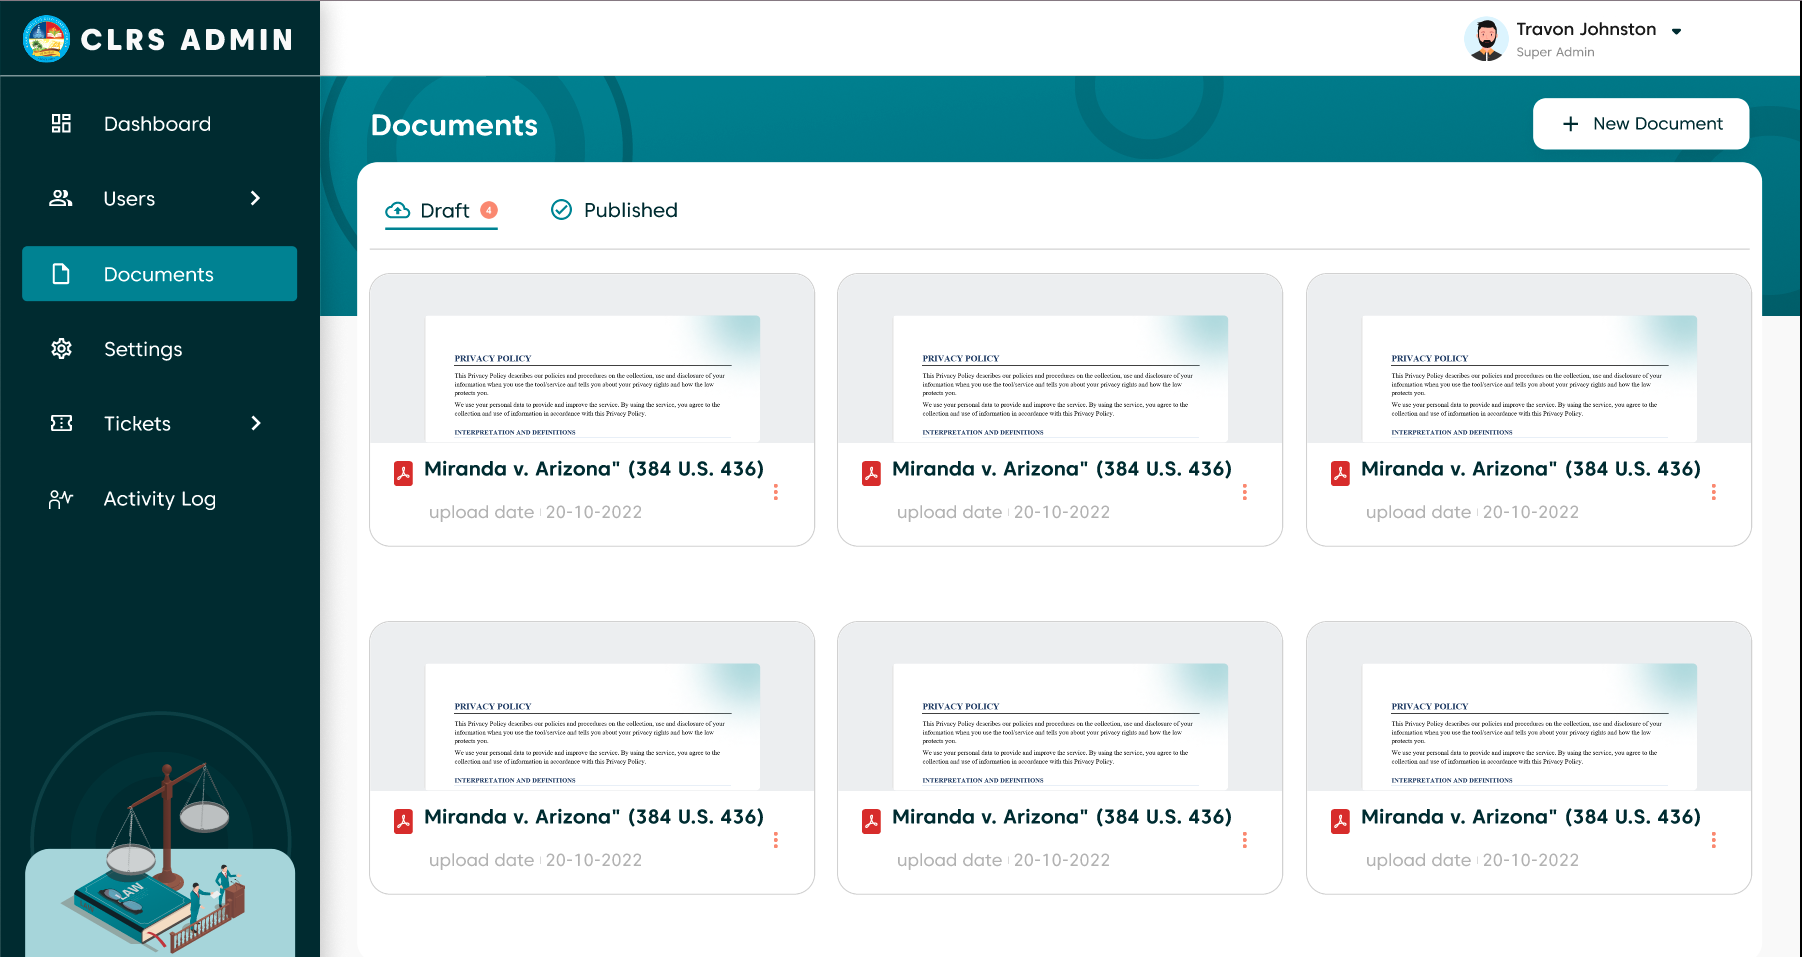 CLRS ADMIN
Travon Johnston
Super Admin
Dashboard
Users
Documents
Settings
Tickets
Activity Log
LAW
Documents
+ New Document
Draft 4
Published
PRIVACY POLICY
This Privacy Policy describes our policies and procedures on the collection, use and disclosure of your
information when you use the tool/service and tells you about your privacy rights and how the law
protects you.
We use your personal data to provide and improve the service. By using the service, you agree to the
collection and use of information in accordance with this Privacy Policy.
INTERPRETATION AND DEFINITIONS
Miranda v. Arizona" (384 U.S. 436)
upload date 20-10-2022
PRIVACY POLICY
This Privacy Policy describes our policies and procedures on the collection, use and disclosure of your
information when you use the tool/service and tells you about your privacy rights and how the law
protects you.
We use your personal data to provide and improve the service. By using the service, you agree to the
collection and use of information in accordance with this Privacy Policy.
INTERPRETATION AND DEFINITIONS
Miranda v. Arizona" (384 U.S. 436)
upload date 20-10-2022
PRIVACY POLICY
This Privacy Policy describes our policies and procedures on the collection, use and disclosure of your
information when you use the tool/service and tells you about your privacy rights and how the law
protects you.
We use your personal data to provide and improve the service. By using the service, you agree to the
collection and use of information in accordance with this Privacy Policy.
INTERPRETATION AND DEFINITIONS
Miranda v. Arizona" (384 U.S. 436)
upload date 20-10-2022
PRIVACY POLICY
This Privacy Policy describes our policies and procedures on the collection, use and disclosure of your
information when you use the tool/service and tells you about your privacy rights and how the law
protects you.
We use your personal data to provide and improve the service. By using the service, you agree to the
collection and use of information in accordance with this Privacy Policy.
INTERPRETATION AND DEFINITIONS
Miranda v. Arizona" (384 U.S. 436)
upload date 20-10-2022
PRIVACY POLICY
This Privacy Policy describes our policies and procedures on the collection, use and disclosure of your
information when you use the tool/service and tells you about your privacy rights and how the law
protects you.
We use your personal data to provide and improve the service. By using the service, you agree to the
collection and use of information in accordance with this Privacy Policy.
INTERPRETATION AND DEFINITIONS
Miranda v. Arizona" (384 U.S. 436)
upload date 20-10-2022
PRIVACY POLICY
This Privacy Policy describes our policies and procedures on the collection, use and disclosure of your
information when you use the tool/service and tells you about your privacy rights and how the law
protects you.
We use your personal data to provide and improve the service. By using the service, you agree to the
collection and use of information in accordance with this Privacy Policy.
INTERPRETATION AND DEFINITIONS
Miranda v. Arizona" (384 U.S. 436)
upload date 20-10-2022